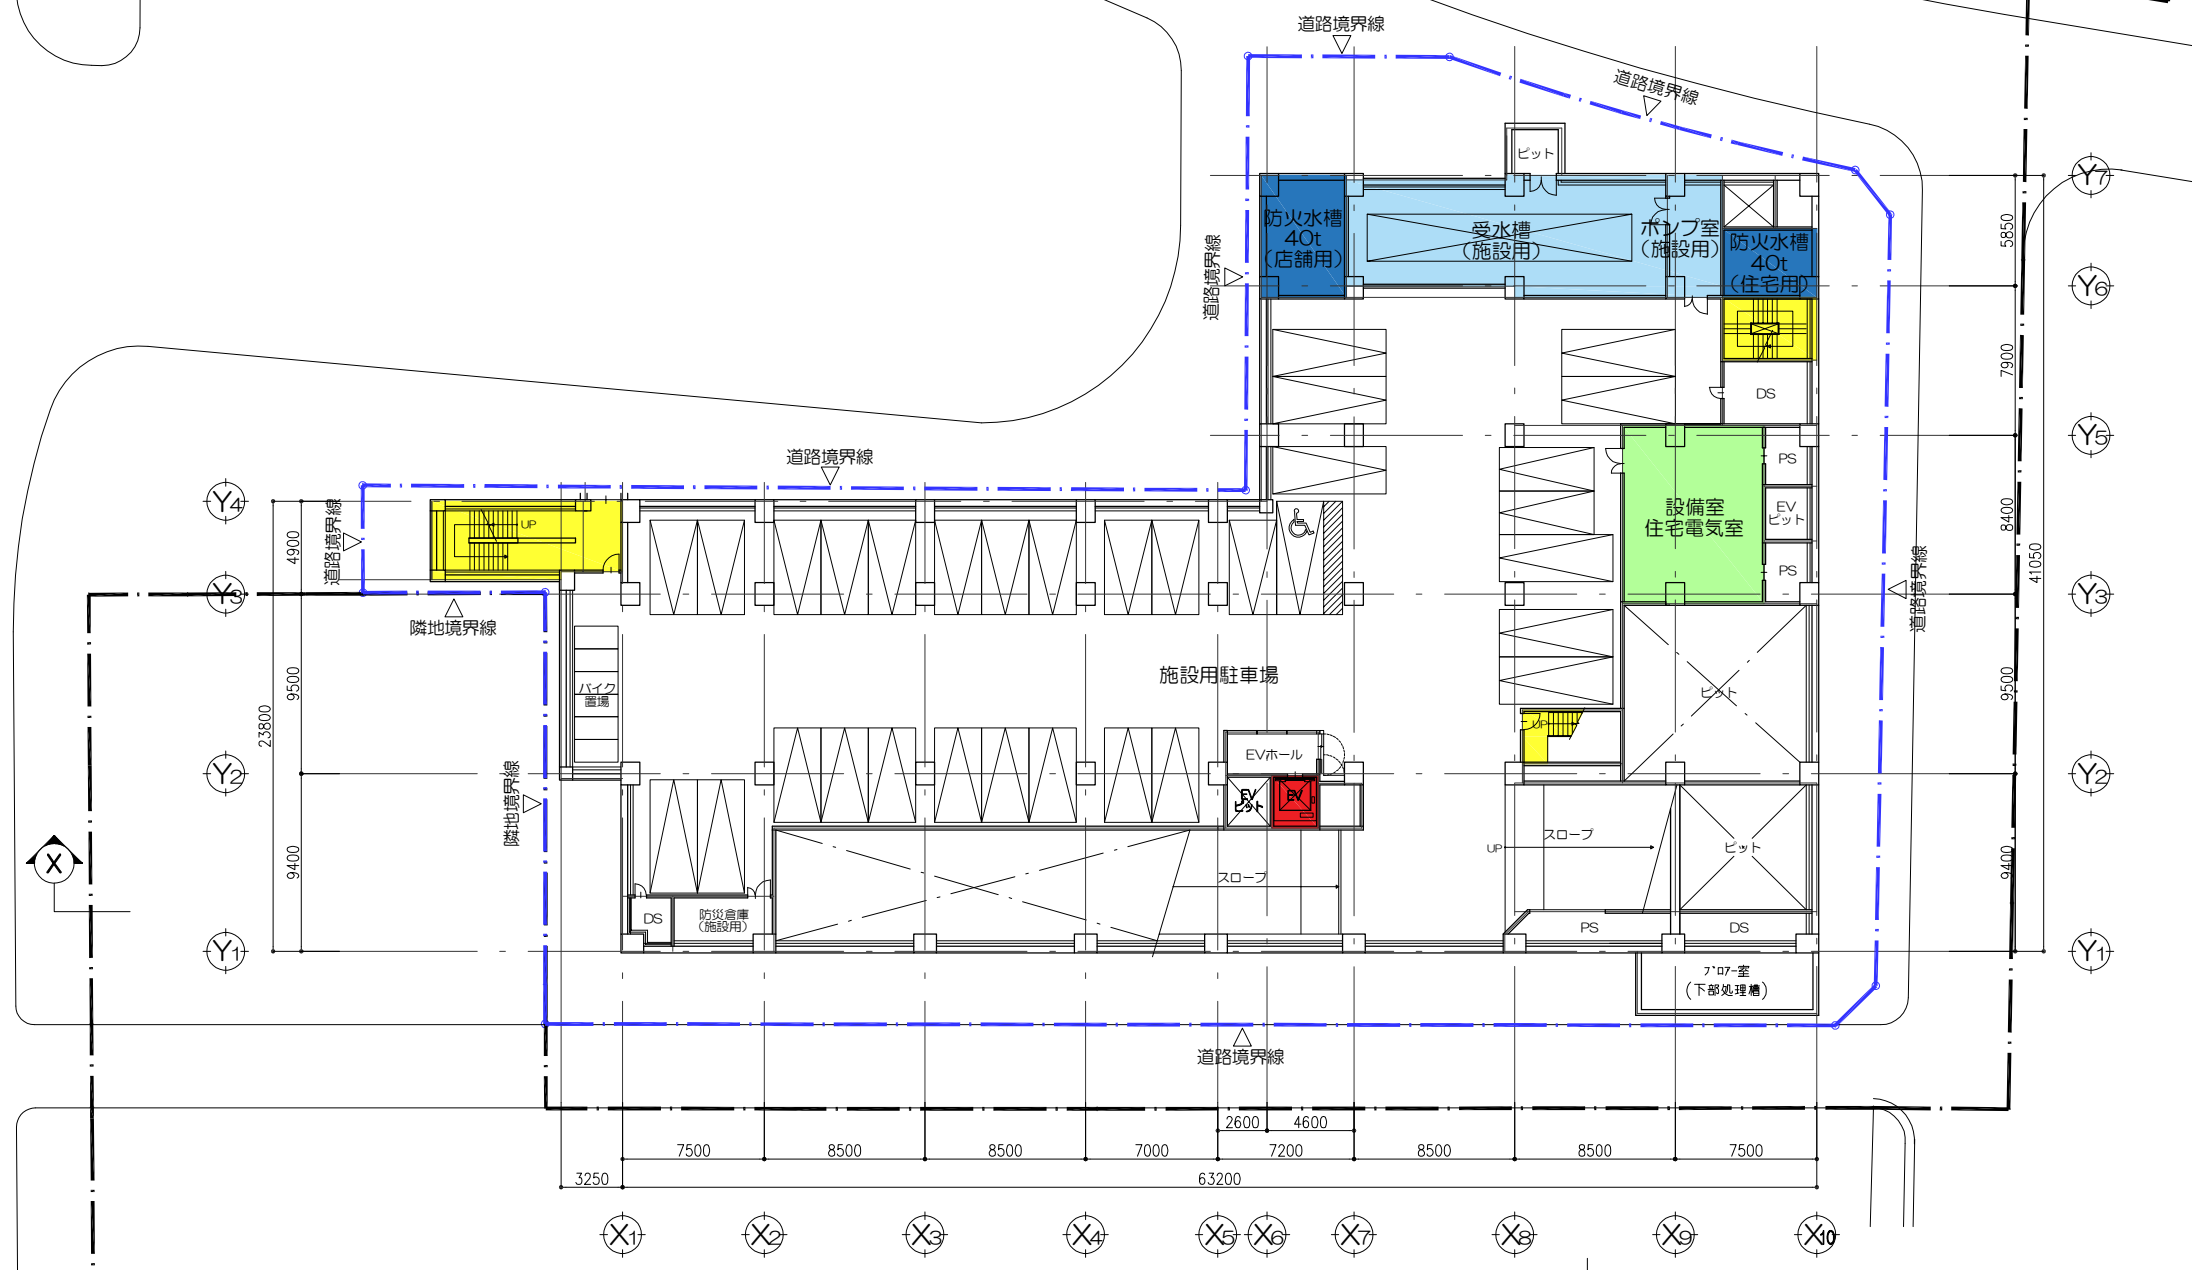 道路境界線
道路境界線
ピット
Y7
防火水槽
40t
(店舗用)
受水槽
(施設用)
ポンプ室
(施設用)
防火水槽
40t
(住宅用)
5850
道路境界線
Y6
7900
DS
Y5
道路境界線
PS
Y4
道路境界線
UP
設備室
住宅電気室
EV
ピット
8400
4900
41050
PS
道路境界線
Y3
Y3
隣地境界線
施設用駐車場
バイク
置場
9500
ピット
9500
23800
UP
EVホール
Y2
Y2
隣地境界線
EV
ピット
EV
スロープ
UP
ピット
X
9400
9400
スロープ
DS
防災倉庫
(施設用)
PS
DS
Y1
Y1
ブロアー室
(下部処理槽)
道路境界線
2600
4600
7500
8500
8500
7000
7200
8500
8500
7500
3250
63200
X1
X2
X3
X4
X5
X6
X7
X8
X9
X10